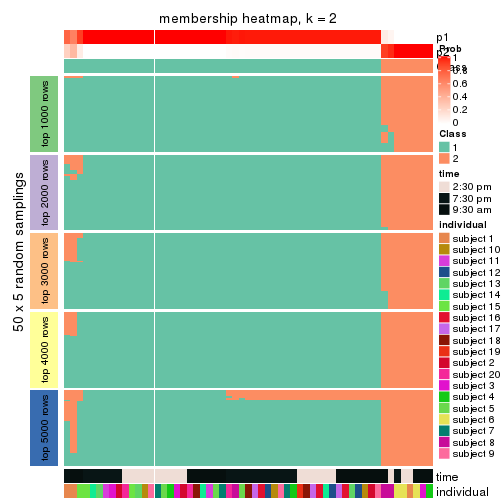 membership heatmap, k = 2
p1
p2
Class
Prob
1
0.8
0.6
0.4
0.2
0
Class
1
2
time
2:30 pm
7:30 pm
9:30 am
individual
subject 1
subject 10
subject 11
subject 12
subject 13
subject 14
subject 15
subject 16
subject 17
subject 18
subject 19
subject 2
subject 20
subject 3
subject 4
subject 5
subject 6
subject 7
subject 8
subject 9
50 x 5 random samplings
top 1000 rows
top 2000 rows
top 3000 rows
top 4000 rows
top 5000 rows
time
individual